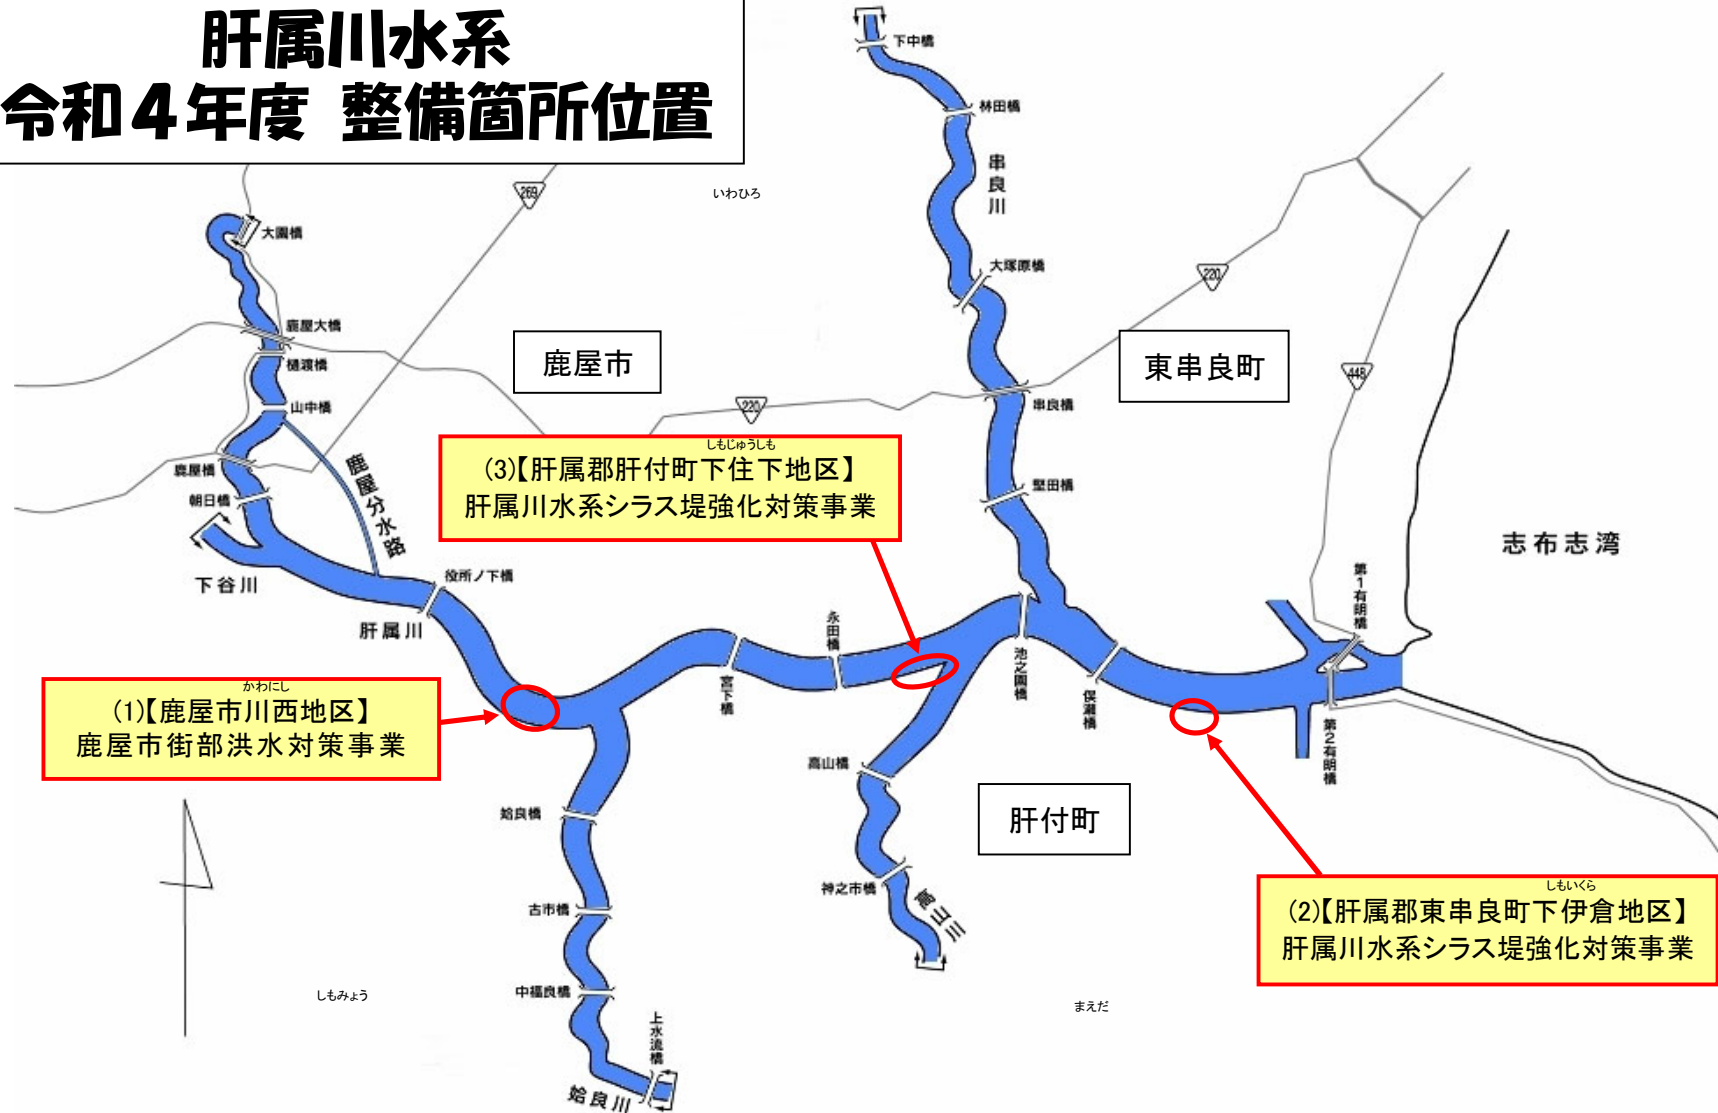 肝属川水系
令和４年度 整備箇所位置
下中橋
林田橋
串良川
いわひろ
269
大園橋
大塚原橋
220
鹿屋大橋
樋渡橋
鹿屋市
東串良町
448
山中橋
220
串良橋
鹿屋橋
鹿屋分水路
朝日橋
しもじゅうしも
(3)【肝属郡肝付町下住下地区】
肝属川水系シラス堤強化対策事業
堅田橋
志布志湾
下谷川
役所ノ下橋
肝属川
永田橋
第1有明橋
宮下橋
池之園橋
俣瀬橋
かわにし
(1)【鹿屋市川西地区】
鹿屋市街部洪水対策事業
第2有明橋
高山橋
姶良橋
肝付町
神之市橋
高山川
古市橋
しもいくら
(2)【肝属郡東串良町下伊倉地区】
肝属川水系シラス堤強化対策事業
中福良橋
しもみょう
まえだ
上水流橋
姶良川